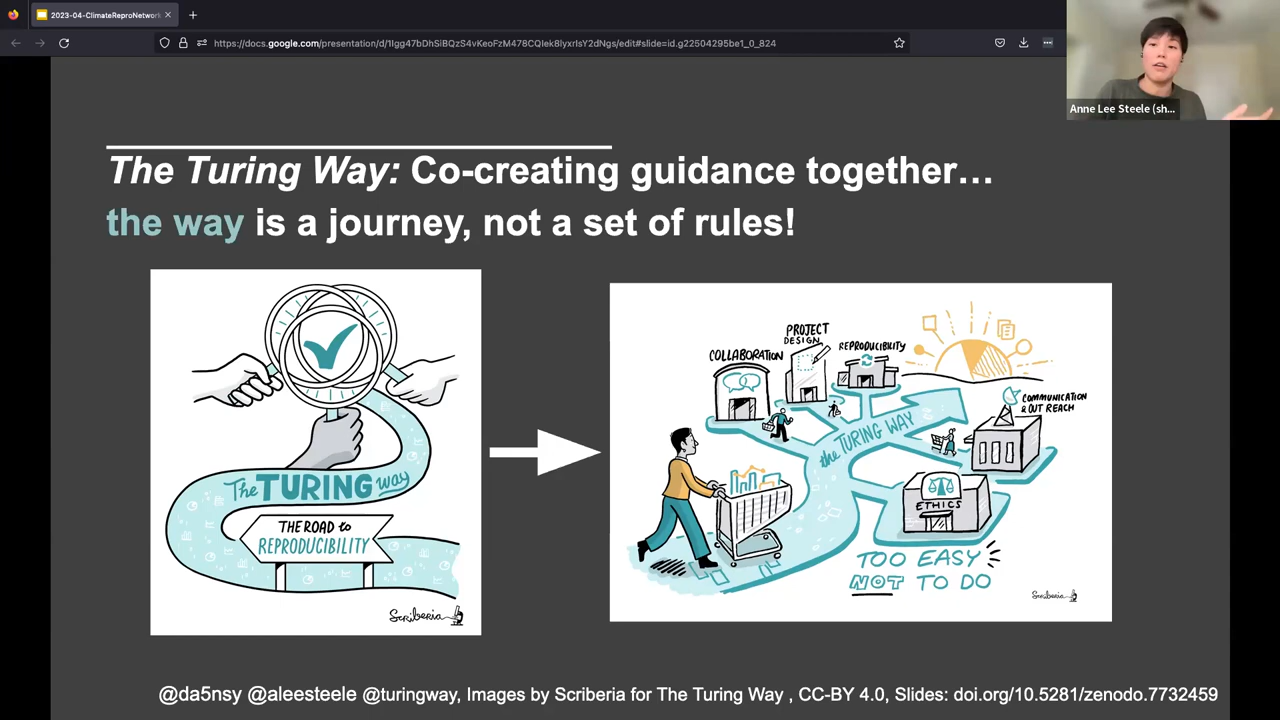 2023-04-ClimateReproNetwork
https://docs.google.com/presentation/d/1Igg47bDhSiBQzS4vKeoFzM478CQIek8lyxrIsY2dNgs/edit#slide=id.g22504295be1_0_824
Anne Lee Steele (sh...
The Turing Way: Co-creating guidance together…
the way is a journey, not a set of rules!
The TURING way
THE ROAD to
REPRODUCIBILITY
Scriberia
PROJECT
DESIGN
REPRODUCIBILITY
COLLABORATION
COMMUNICATION
& OUT REACH
the TURING WAY
ETHICS
TOO EASY
NOT TO DO
Scriberia
@da5nsy @aleesteele @turingway, Images by Scriberia for The Turing Way , CC-BY 4.0, Slides: doi.org/10.5281/zenodo.7732459